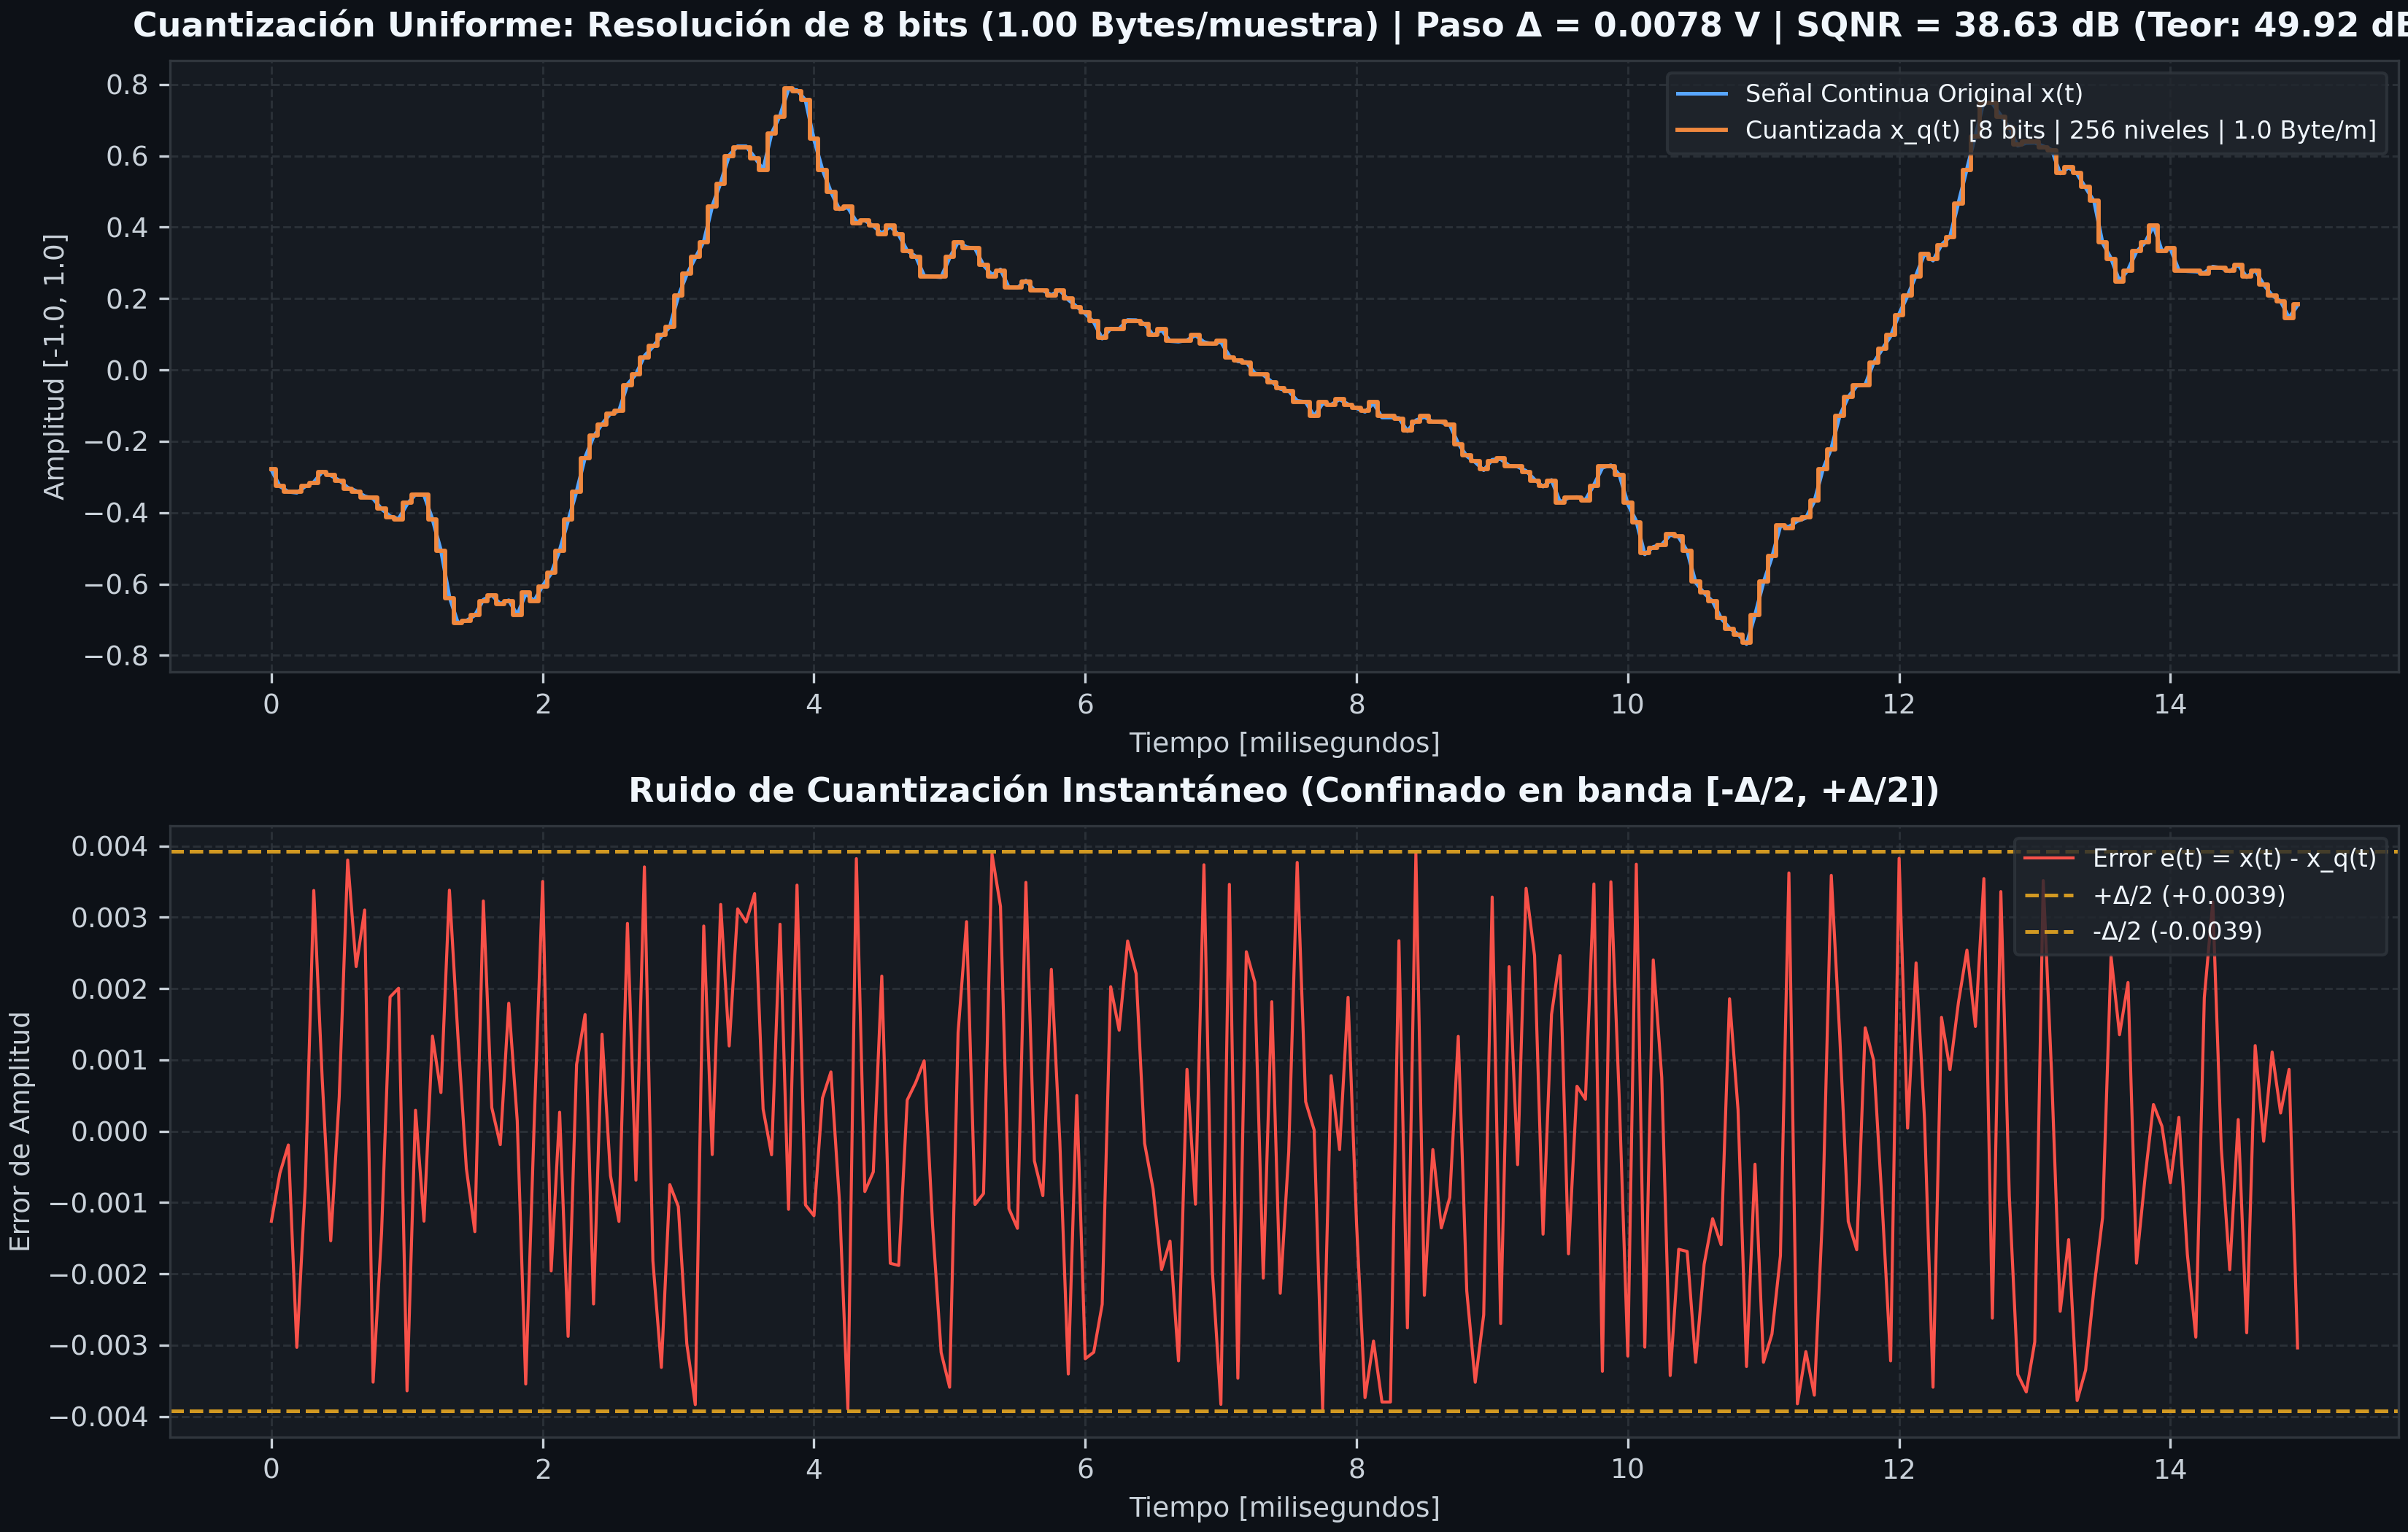 Cuantización Uniforme: Resolución de 8 bits (1.00 Bytes/muestra) | Paso Δ = 0.0078 V | SQNR = 38.63 dB (Teor: 49.92 dB
Señal Continua Original x(t)
Cuantizada x_q(t) [8 bits | 256 niveles | 1.0 Byte/m]
Amplitud [-1.0, 1.0]
0.8
0.6
0.4
0.2
0.0
−0.2
−0.4
−0.6
−0.8
0 2 4 6 8 10 12 14
Tiempo [milisegundos]
Ruido de Cuantización Instantáneo (Confinado en banda [-Δ/2, +Δ/2])
Error e(t) = x(t) - x_q(t)
+Δ/2 (+0.0039)
-Δ/2 (-0.0039)
Error de Amplitud
0.004
0.003
0.002
0.001
0.000
−0.001
−0.002
−0.003
−0.004
0 2 4 6 8 10 12 14
Tiempo [milisegundos]